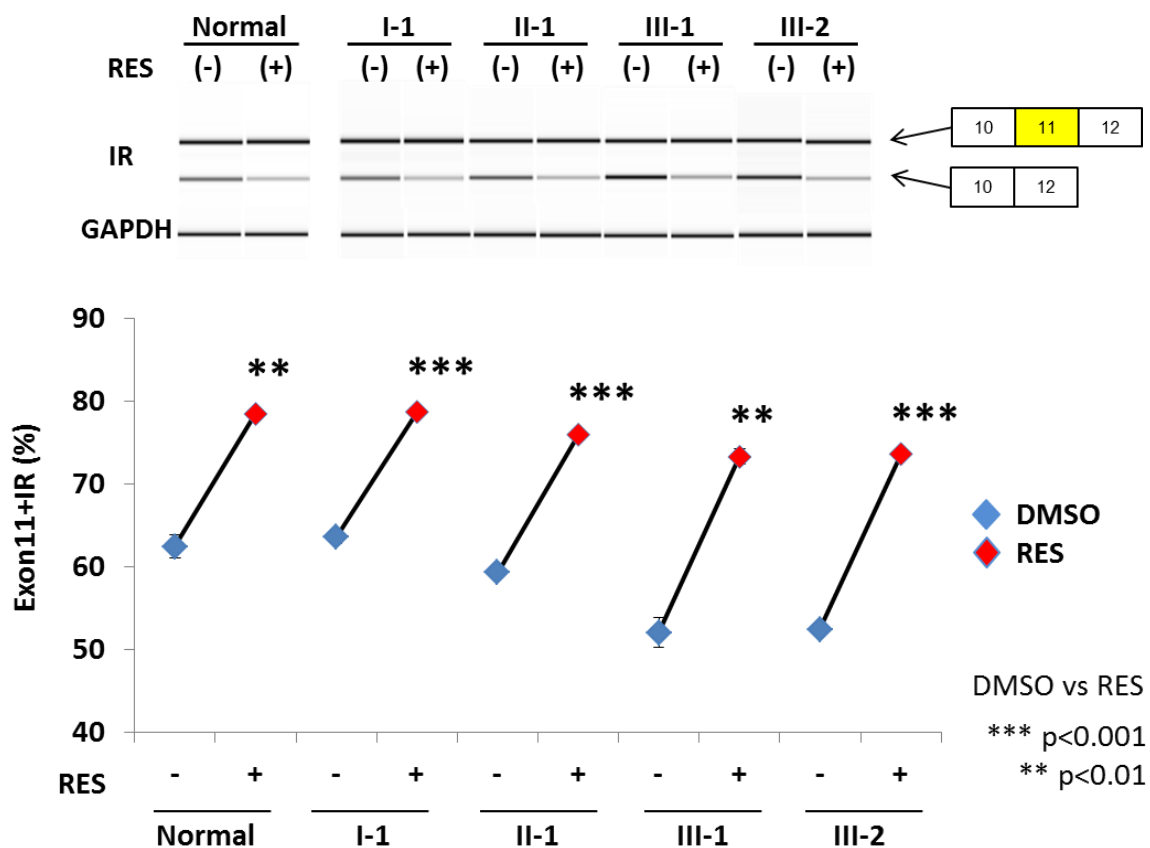 Normal I-1 II-1 III-1 III-2
RES (-) (+) (-) (+) (-) (+) (-) (+) (-) (+)
IR
10 11 12
10 12
GAPDH
Exon11+IR (%)
90
80
70
60
50
40
** *** *** ** ***
DMSO
RES
DMSO vs RES
*** p<0.001
** p<0.01
RES - + - + - + - + - +
Normal I-1 II-1 III-1 III-2